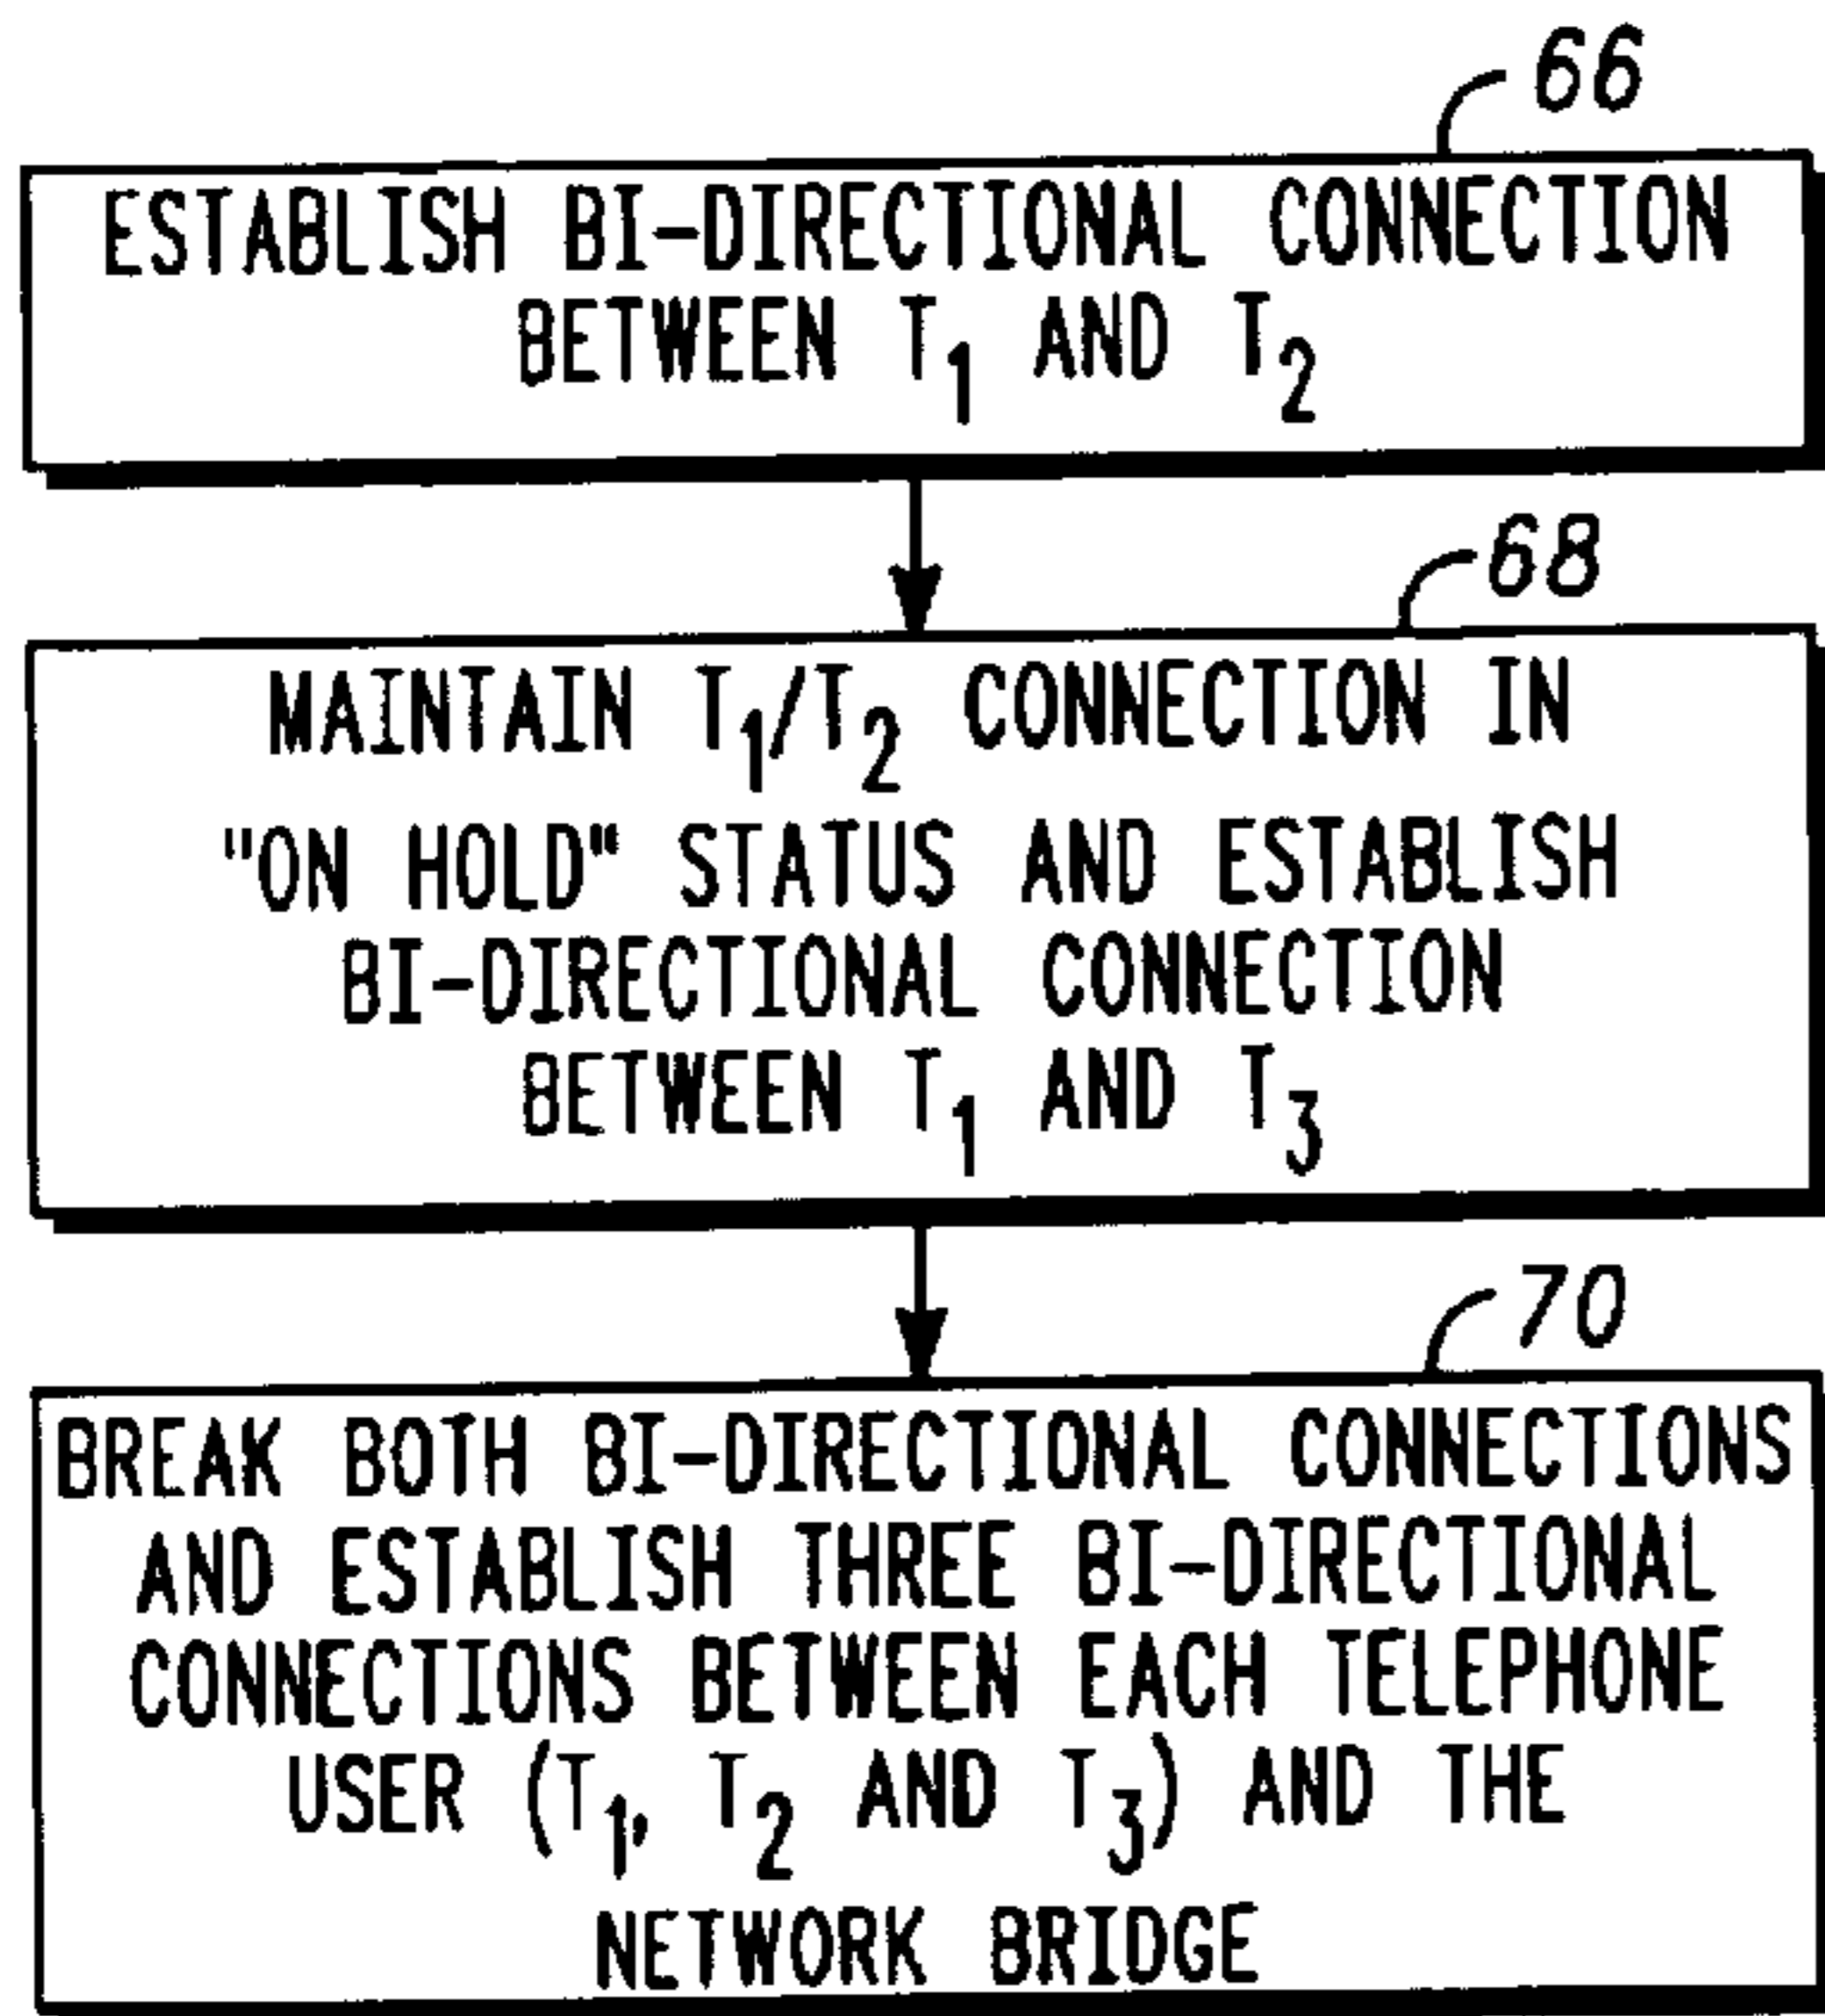 66
ESTABLISH BI-DIRECTIONAL CONNECTION
BETWEEN T1 AND T2
68
MAINTAIN T1/T2 CONNECTION IN
"ON HOLD" STATUS AND ESTABLISH
BI-DIRECTIONAL CONNECTION
BETWEEN T1 AND T3
70
BREAK BOTH BI-DIRECTIONAL CONNECTIONS
AND ESTABLISH THREE BI-DIRECTIONAL
CONNECTIONS BETWEEN EACH TELEPHONE
USER (T1, T2 AND T3) AND THE
NETWORK BRIDGE